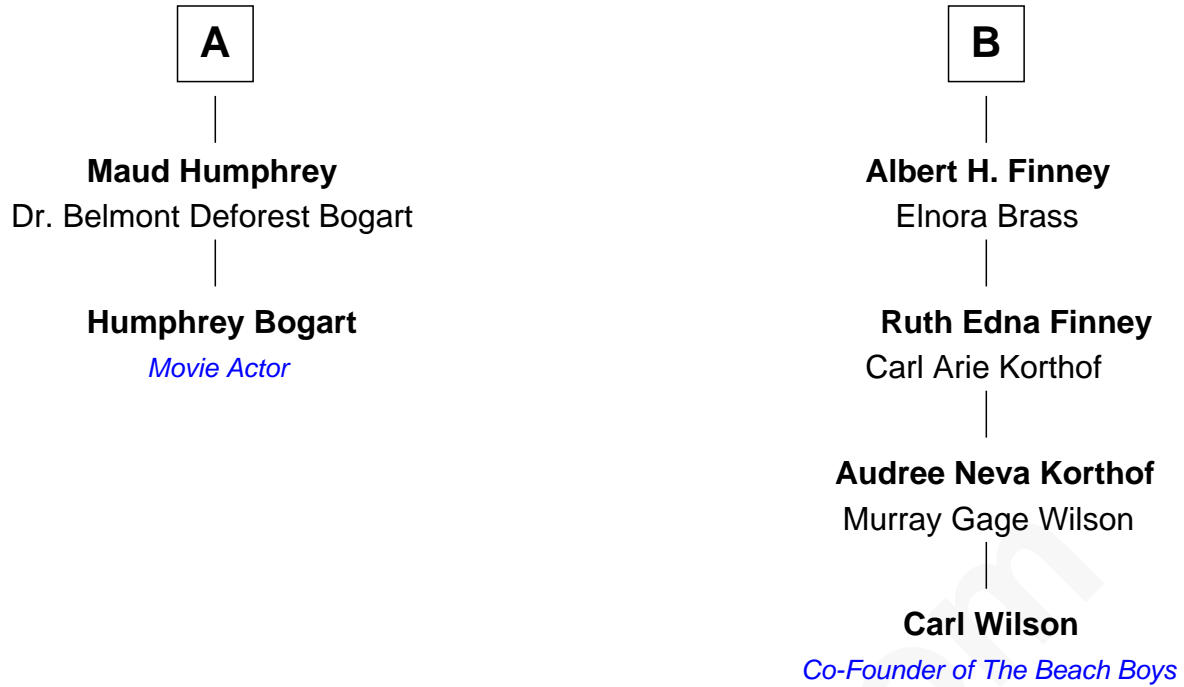 A
Maud Humphrey
Dr. Belmont Deforest Bogart
Humphrey Bogart
Movie Actor
B
Albert H. Finney
Elnora Brass
Ruth Edna Finney
Carl Arie Korthof
Audree Neva Korthof
Murray Gage Wilson
Carl Wilson
Co-Founder of The Beach Boys